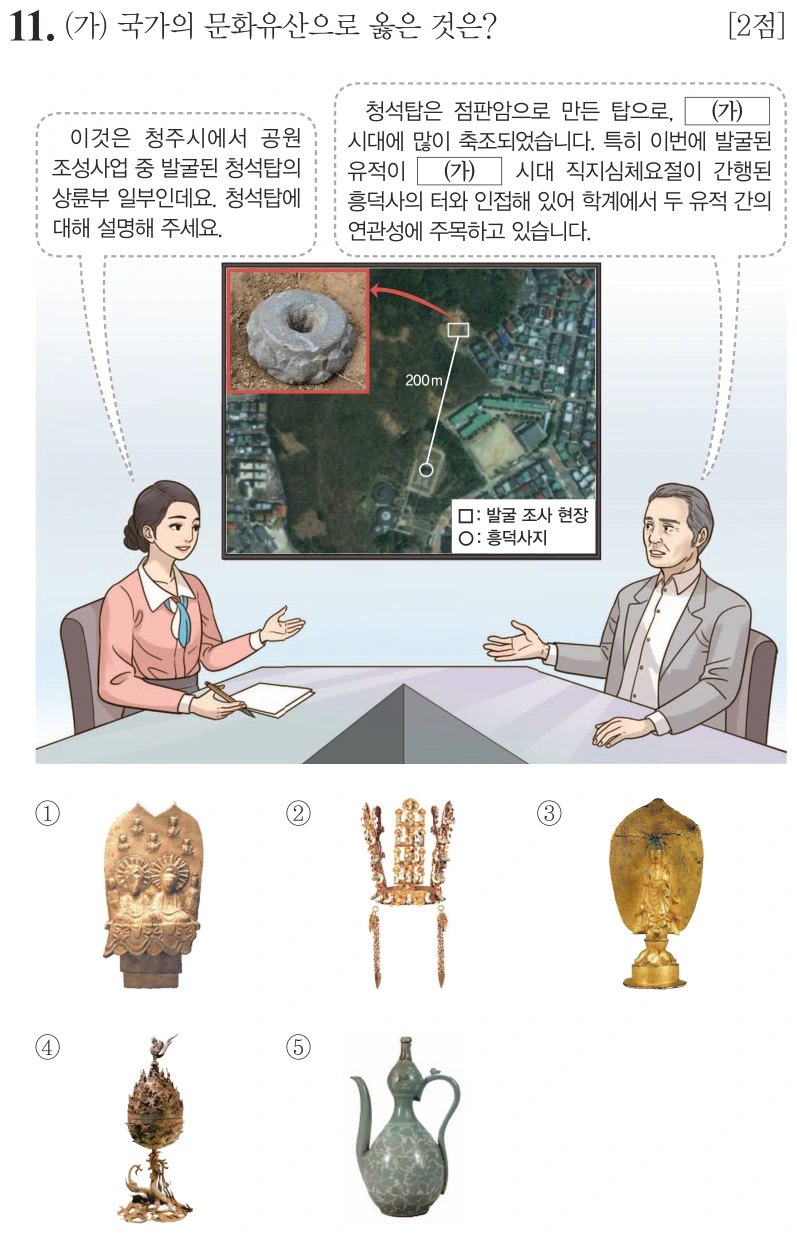 11. (가) 국가의 문화유산으로 옳은 것은? [2점]
이것은 청주시에서 공원
조성사업 중 발굴된 청석탑의
상륜부 일부인데요. 청석탑에
대해 설명해 주세요.
청석탑은 점판암으로 만든 탑으로, (가)
시대에 많이 축조되었습니다. 특히 이번에 발굴된
유적이 (가) 시대 직지심체요절이 간행된
흥덕사의 터와 인접해 있어 학계에서 두 유적 간의
연관성에 주목하고 있습니다.
200m
□: 발굴 조사 현장
○: 흥덕사지
① ② ③
④ ⑤